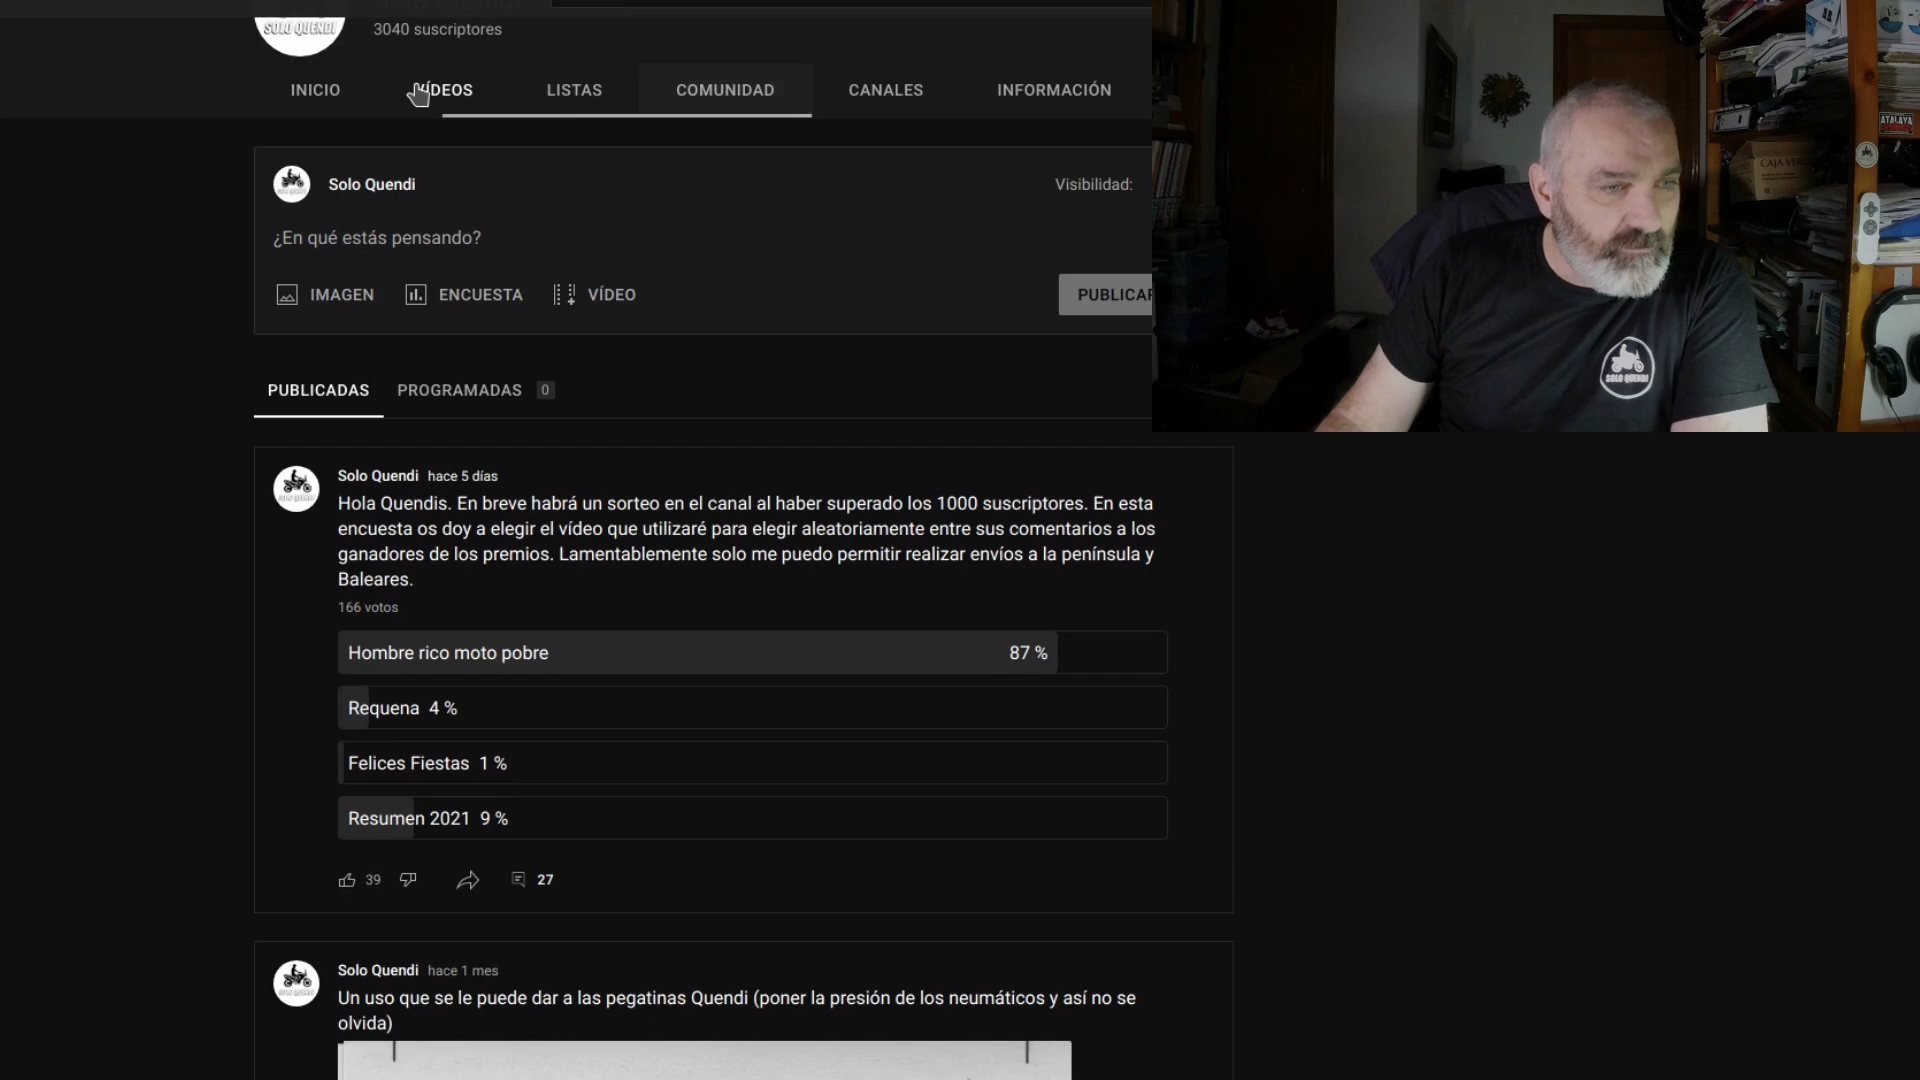 SOLO QUENDI
3040 suscriptores
INICIO
VÍDEOS
LISTAS
COMUNIDAD
CANALES
INFORMACIÓN
Solo Quendi
Visibilidad:
¿En qué estás pensando?
IMAGEN
ENCUESTA
VÍDEO
PUBLICAR
ATALAYA
SOLO QUENDI
PUBLICADAS
PROGRAMADAS 0
Solo Quendi hace 5 días
Hola Quendis. En breve habrá un sorteo en el canal al haber superado los 1000 suscriptores. En esta
encuesta os doy a elegir el vídeo que utilizaré para elegir aleatoriamente entre sus comentarios a los
ganadores de los premios. Lamentablemente solo me puedo permitir realizar envíos a la península y
Baleares.
166 votos
Hombre rico moto pobre 87 %
Requena 4 %
Felices Fiestas 1 %
Resumen 2021 9 %
39
27
Solo Quendi hace 1 mes
Un uso que se le puede dar a las pegatinas Quendi (poner la presión de los neumáticos y así no se
olvida)